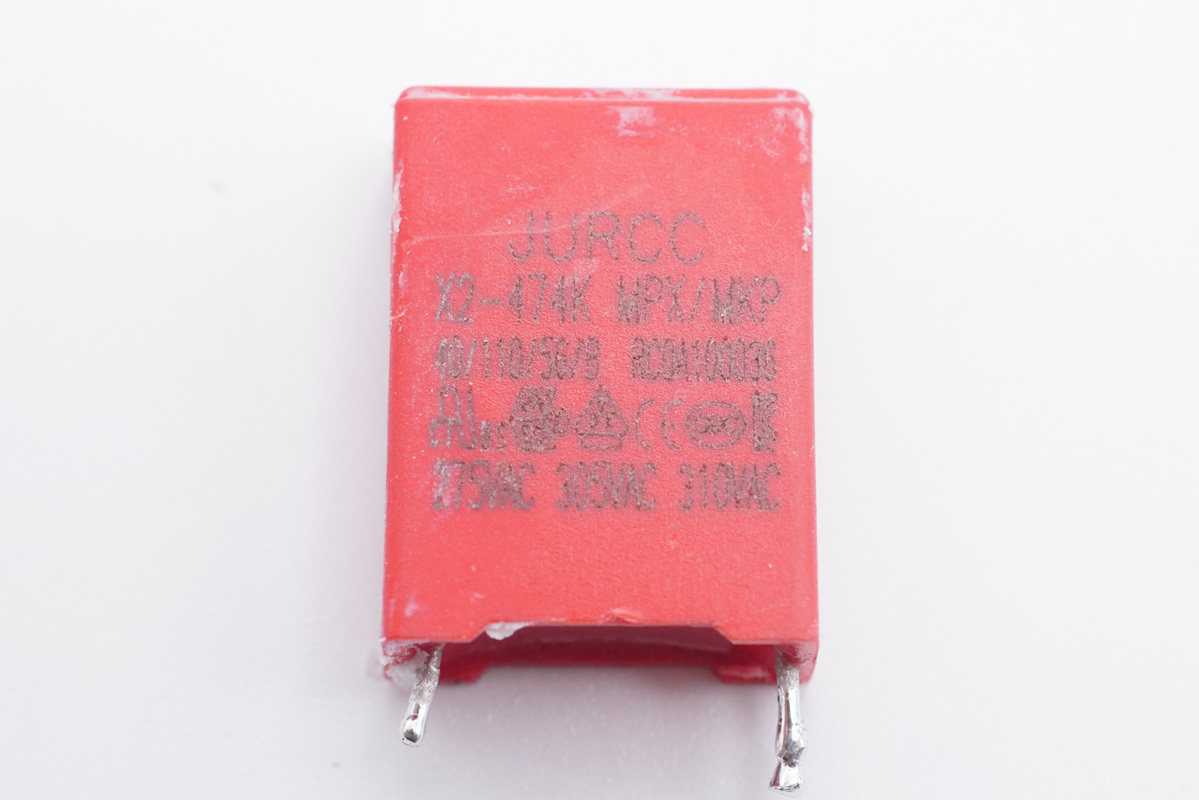 JURCC
X2-474K MPX/MKP
40/110/56/B
275VAC 305VAC 310VAC